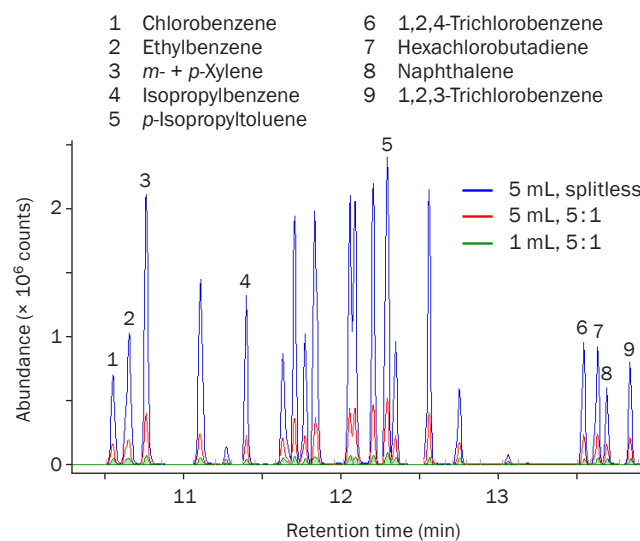 1 Chlorobenzene
2 Ethylbenzene
3 m- + p-Xylene
4 Isopropylbenzene
5 p-Isopropyltoluene
6 1,2,4-Trichlorobenzene
7 Hexachlorobutadiene
8 Naphthalene
9 1,2,3-Trichlorobenzene
5 mL, splitless
5 mL, 5:1
1 mL, 5:1
Abundance (× 10⁶ counts)
2
1
0
1
2
3
4
5
6
7
8
9
11
12
13
Retention time (min)